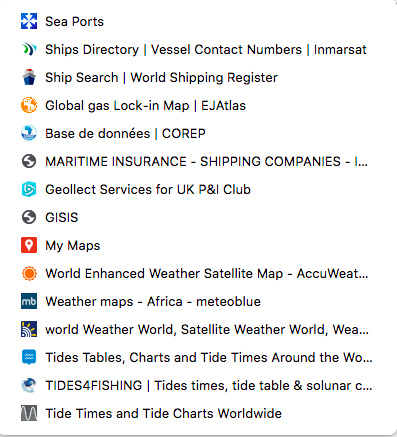 Sea Ports
Ships Directory | Vessel Contact Numbers | Inmarsat
Ship Search | World Shipping Register
Global gas Lock-in Map | EJAtlas
Base de données | COREP
MARITIME INSURANCE - SHIPPING COMPANIES - I...
Geollect Services for UK P&I Club
GISIS
My Maps
World Enhanced Weather Satellite Map - AccuWeat...
mb Weather maps - Africa - meteoblue
world Weather World, Satellite Weather World, Wea...
Tides Tables, Charts and Tide Times Around the Wo...
TIDES4FISHING | Tides times, tide table & solunar c...
Tide Times and Tide Charts Worldwide